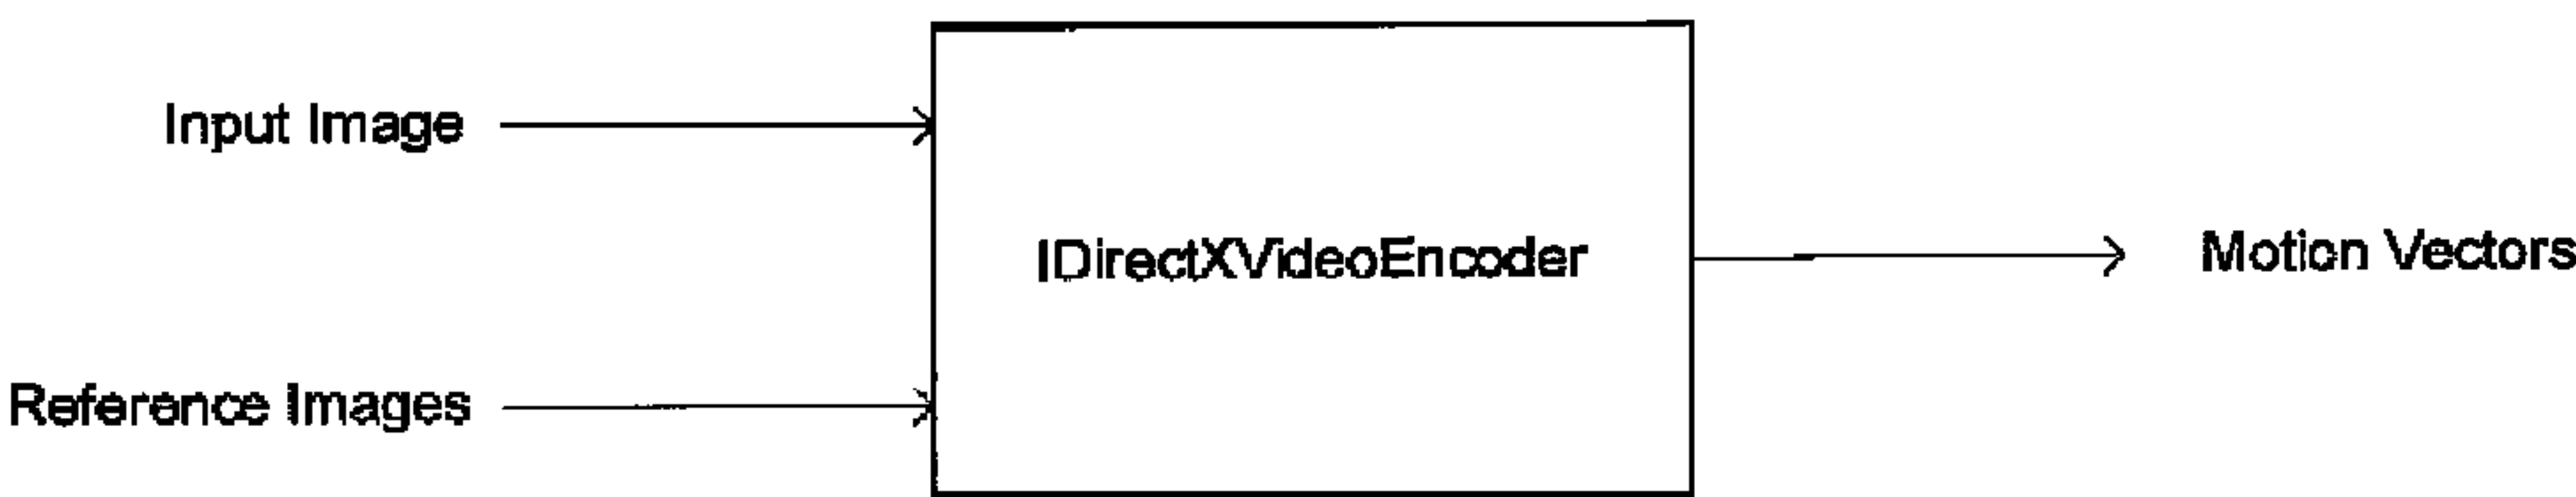 Input Image
IDirectXVideoEncoder
Motion Vectors
Reference Images